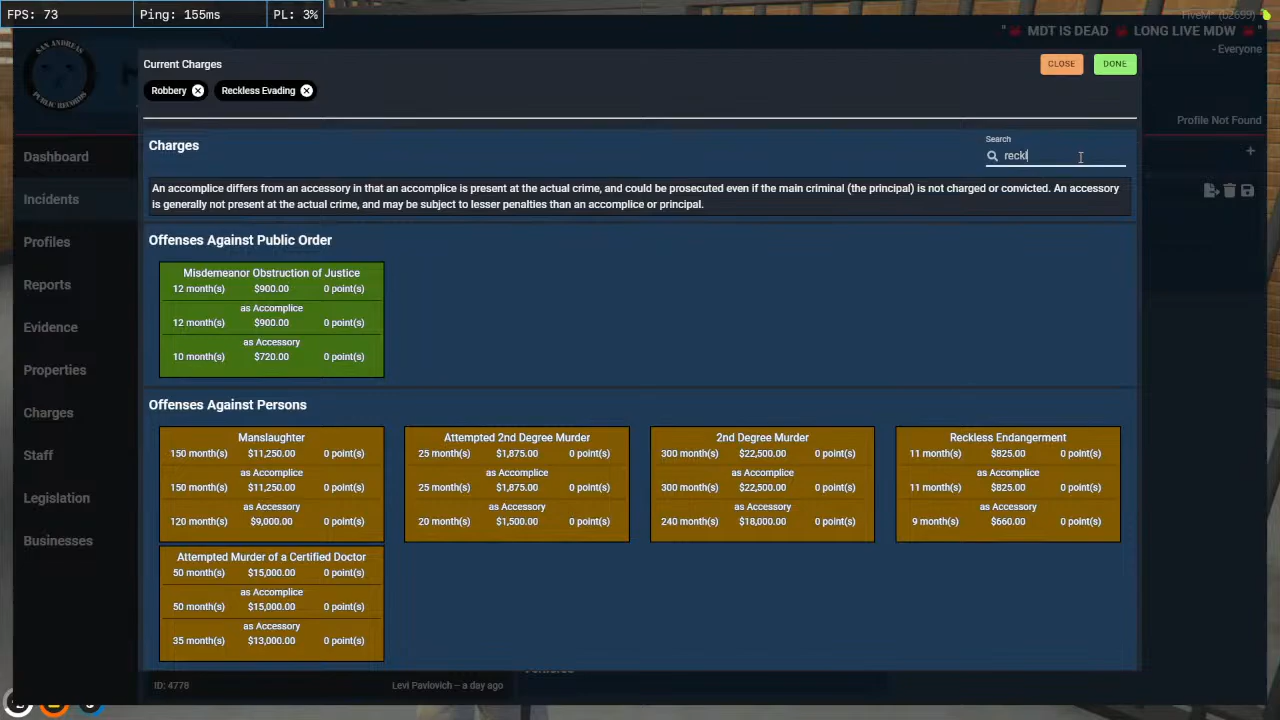 FPS: 73
Ping: 155ms
PL: 3%
FiveM* (b2699)
" MDT IS DEAD LONG LIVE MDW "
- Everyone
SAN ANDREAS
PUBLIC RECORDS
Current Charges
CLOSE
DONE
Robbery
Reckless Evading
Profile Not Found
Dashboard
Incidents
Profiles
Reports
Evidence
Properties
Charges
Staff
Legislation
Businesses
Charges
Search
reckl
An accomplice differs from an accessory in that an accomplice is present at the actual crime, and could be prosecuted even if the main criminal (the principal) is not charged or convicted. An accessory
is generally not present at the actual crime, and may be subject to lesser penalties than an accomplice or principal.
Offenses Against Public Order
Misdemeanor Obstruction of Justice
12 month(s) $900.00 0 point(s)
as Accomplice
12 month(s) $900.00 0 point(s)
as Accessory
10 month(s) $720.00 0 point(s)
Offenses Against Persons
Manslaughter
150 month(s) $11,250.00 0 point(s)
as Accomplice
150 month(s) $11,250.00 0 point(s)
as Accessory
120 month(s) $9,000.00 0 point(s)
Attempted 2nd Degree Murder
25 month(s) $1,875.00 0 point(s)
as Accomplice
25 month(s) $1,875.00 0 point(s)
as Accessory
20 month(s) $1,500.00 0 point(s)
2nd Degree Murder
300 month(s) $22,500.00 0 point(s)
as Accomplice
300 month(s) $22,500.00 0 point(s)
as Accessory
240 month(s) $18,000.00 0 point(s)
Reckless Endangerment
11 month(s) $825.00 0 point(s)
as Accomplice
11 month(s) $825.00 0 point(s)
as Accessory
9 month(s) $660.00 0 point(s)
Attempted Murder of a Certified Doctor
50 month(s) $15,000.00 0 point(s)
as Accomplice
50 month(s) $15,000.00 0 point(s)
as Accessory
35 month(s) $13,000.00 0 point(s)
ID: 4778
Levi Pavlovich – a day ago